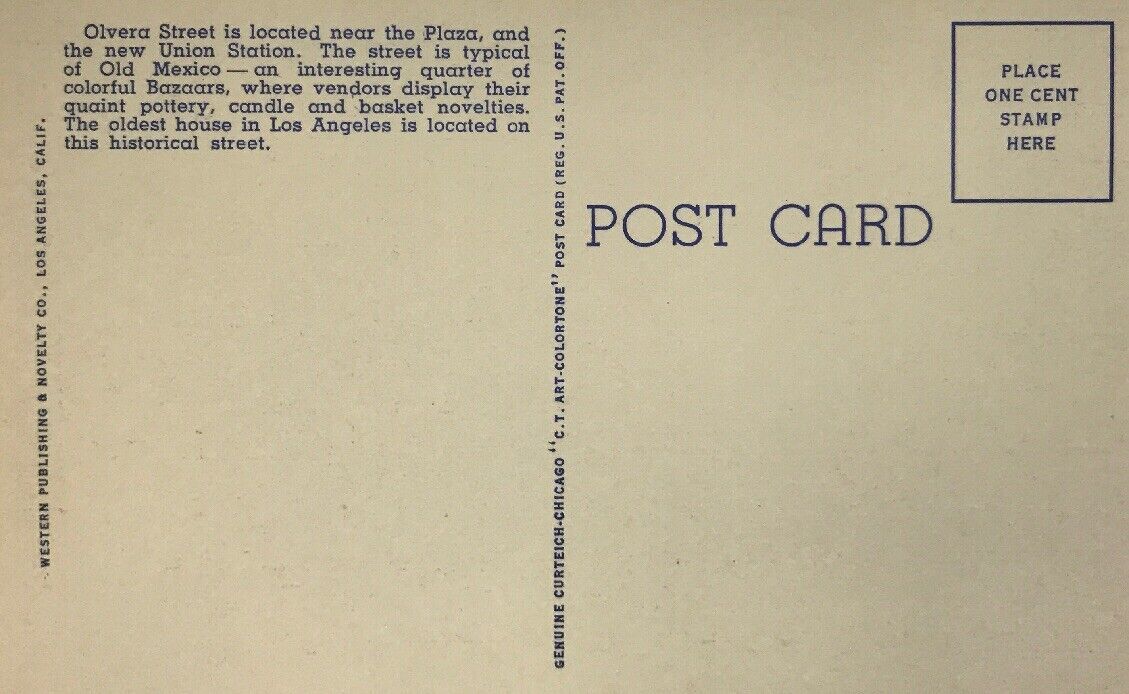 Olvera Street is located near the Plaza, and
the new Union Station. The street is typical
of Old Mexico — an interesting quarter of
colorful Bazaars, where vendors display their
quaint pottery, candle and basket novelties.
The oldest house in Los Angeles is located on
this historical street.
WESTERN PUBLISHING & NOVELTY CO., LOS ANGELES, CALIF.
GENUINE CURTEICH-CHICAGO "C.T. ART-COLORTONE" POST CARD (REG. U.S. PAT. OFF.)
POST CARD
PLACE
ONE CENT
STAMP
HERE